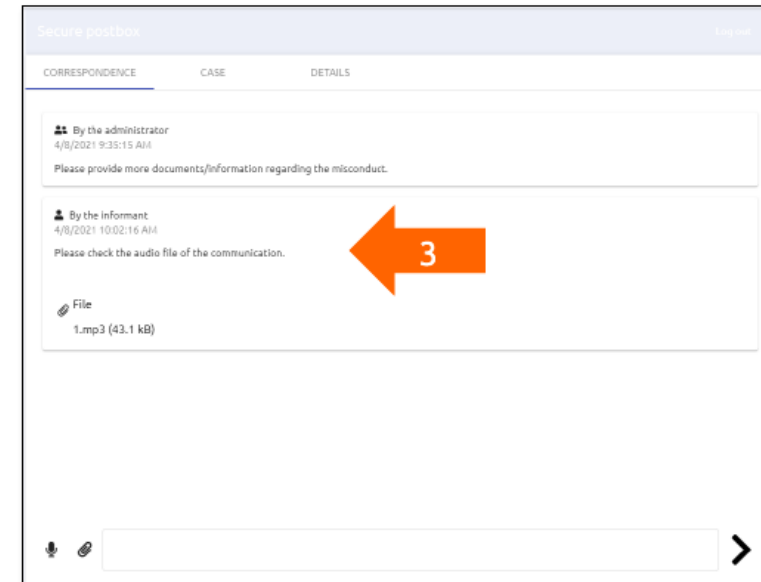 Secure postbox
Log out
CORRESPONDENCE CASE DETAILS
By the administrator
4/8/2021 9:35:15 AM
Please provide more documents/information regarding the misconduct.
By the informant
4/8/2021 10:02:16 AM
Please check the audio file of the communication.
3
File
1.mp3 (43.1 kB)